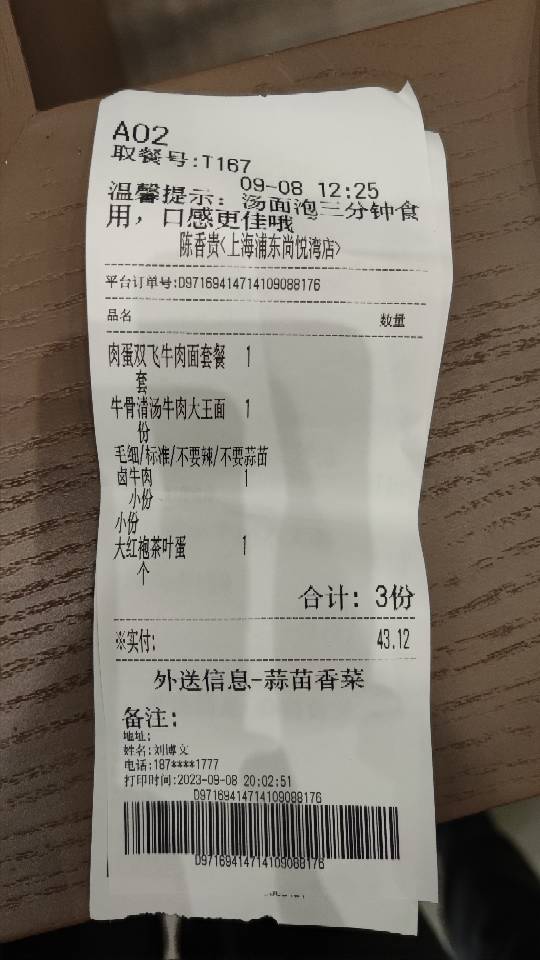 A02
取餐号:T167
09-08 12:25
温馨提示: 汤面泡三分钟食
用，口感更佳哦
陈香贵<上海浦东尚悦湾店>
平台订单号:D971694147141 09088176
品名 数量
肉蛋双飞牛肉面套餐 1
套
牛骨清汤牛肉大王面 1
份
毛细/标准/不要辣/不要蒜苗
卤牛肉 1
小份
小份
大红袍茶叶蛋 1
个
合计: 3份
※实付: 43.12
外送信息-蒜苗香菜
备注:
地址:
姓名:刘博文
电话:187****1777
打印时间:2023-09-08 20:02:51
D97169414714109088176
D97169414714109088176